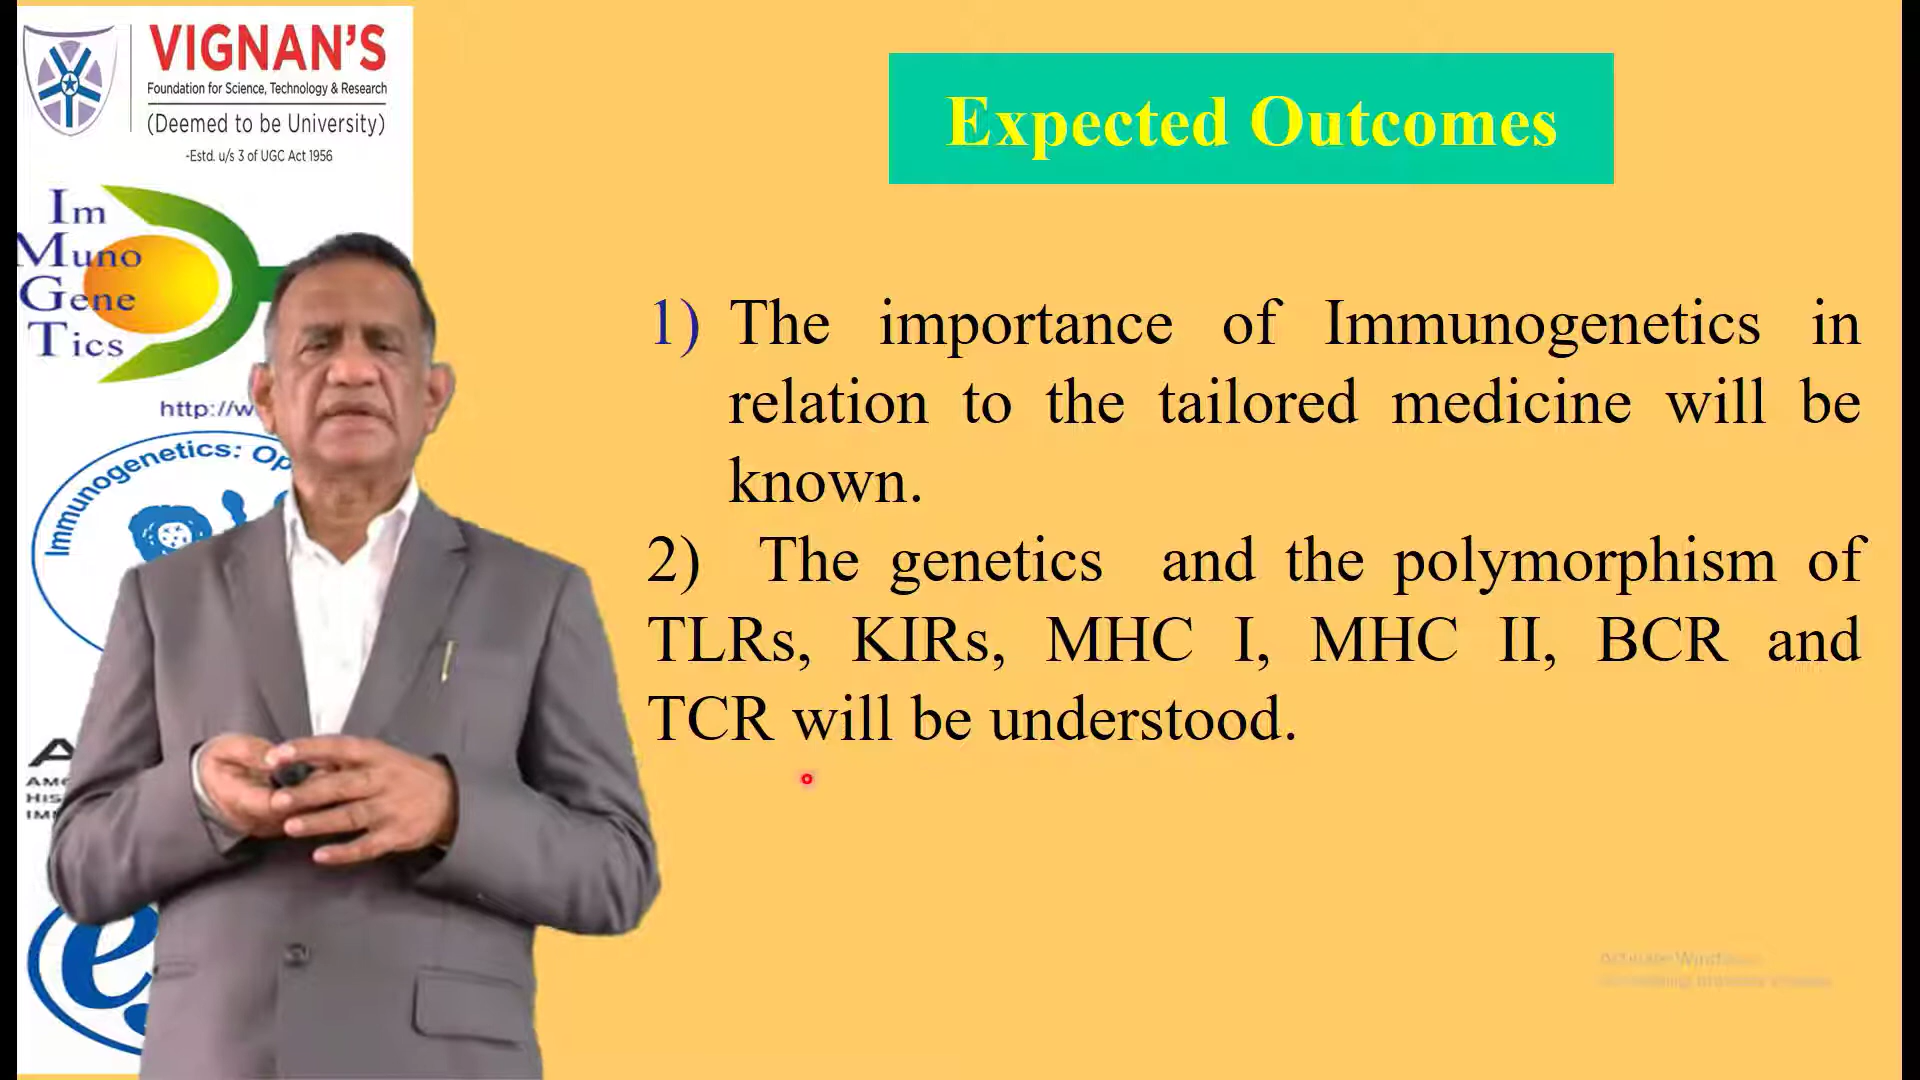 VIGNAN'S
Foundation for Science, Technology & Research
(Deemed to be University)
-Estd. u/s 3 of UGC Act 1956
Im
Muno
Gene
Tics
http://w
Immunogenetics: Op
Expected Outcomes
1) The importance of Immunogenetics in
relation to the tailored medicine will be
known.
2) The genetics and the polymorphism of
TLRs, KIRs, MHC I, MHC II, BCR and
TCR will be understood.